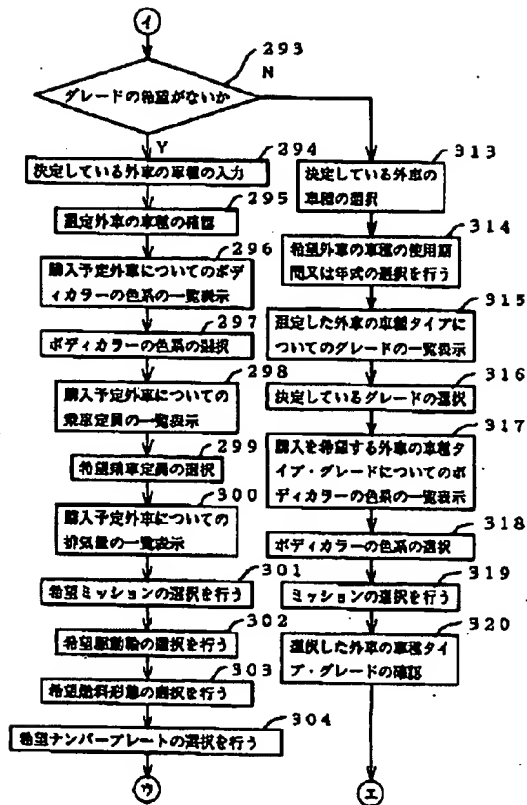 イ
293
N
グレードの希望がないか
Y
294
決定している外車の車種の入力
295
選定外車の車種の確認
296
購入予定外車についてのボデ
ィカラーの色系の一覧表示
297
ボディカラーの色系の選択
298
購入予定外車についての
乗車定員の一覧表示
299
希望乗車定員の選択
300
購入予定外車についての
排気量の一覧表示
301
希望ミッションの選択を行う
302
希望駆動輪の選択を行う
303
希望燃料形態の選択を行う
304
希望ナンバープレートの選択を行う
ウ
313
決定している外車の
車種の選択
314
希望外車の車種の使用期
間又は年式の選択を行う
315
選定した外車の車種タイプに
ついてのグレードの一覧表示
316
決定しているグレードの選択
317
購入を希望する外車の車種タ
イプ・グレードについてのボ
ディカラーの色系の一覧表示
318
ボディカラーの色系の選択
319
ミッションの選択を行う
320
選択した外車の車種タイ
プ・グレードの確認
エ